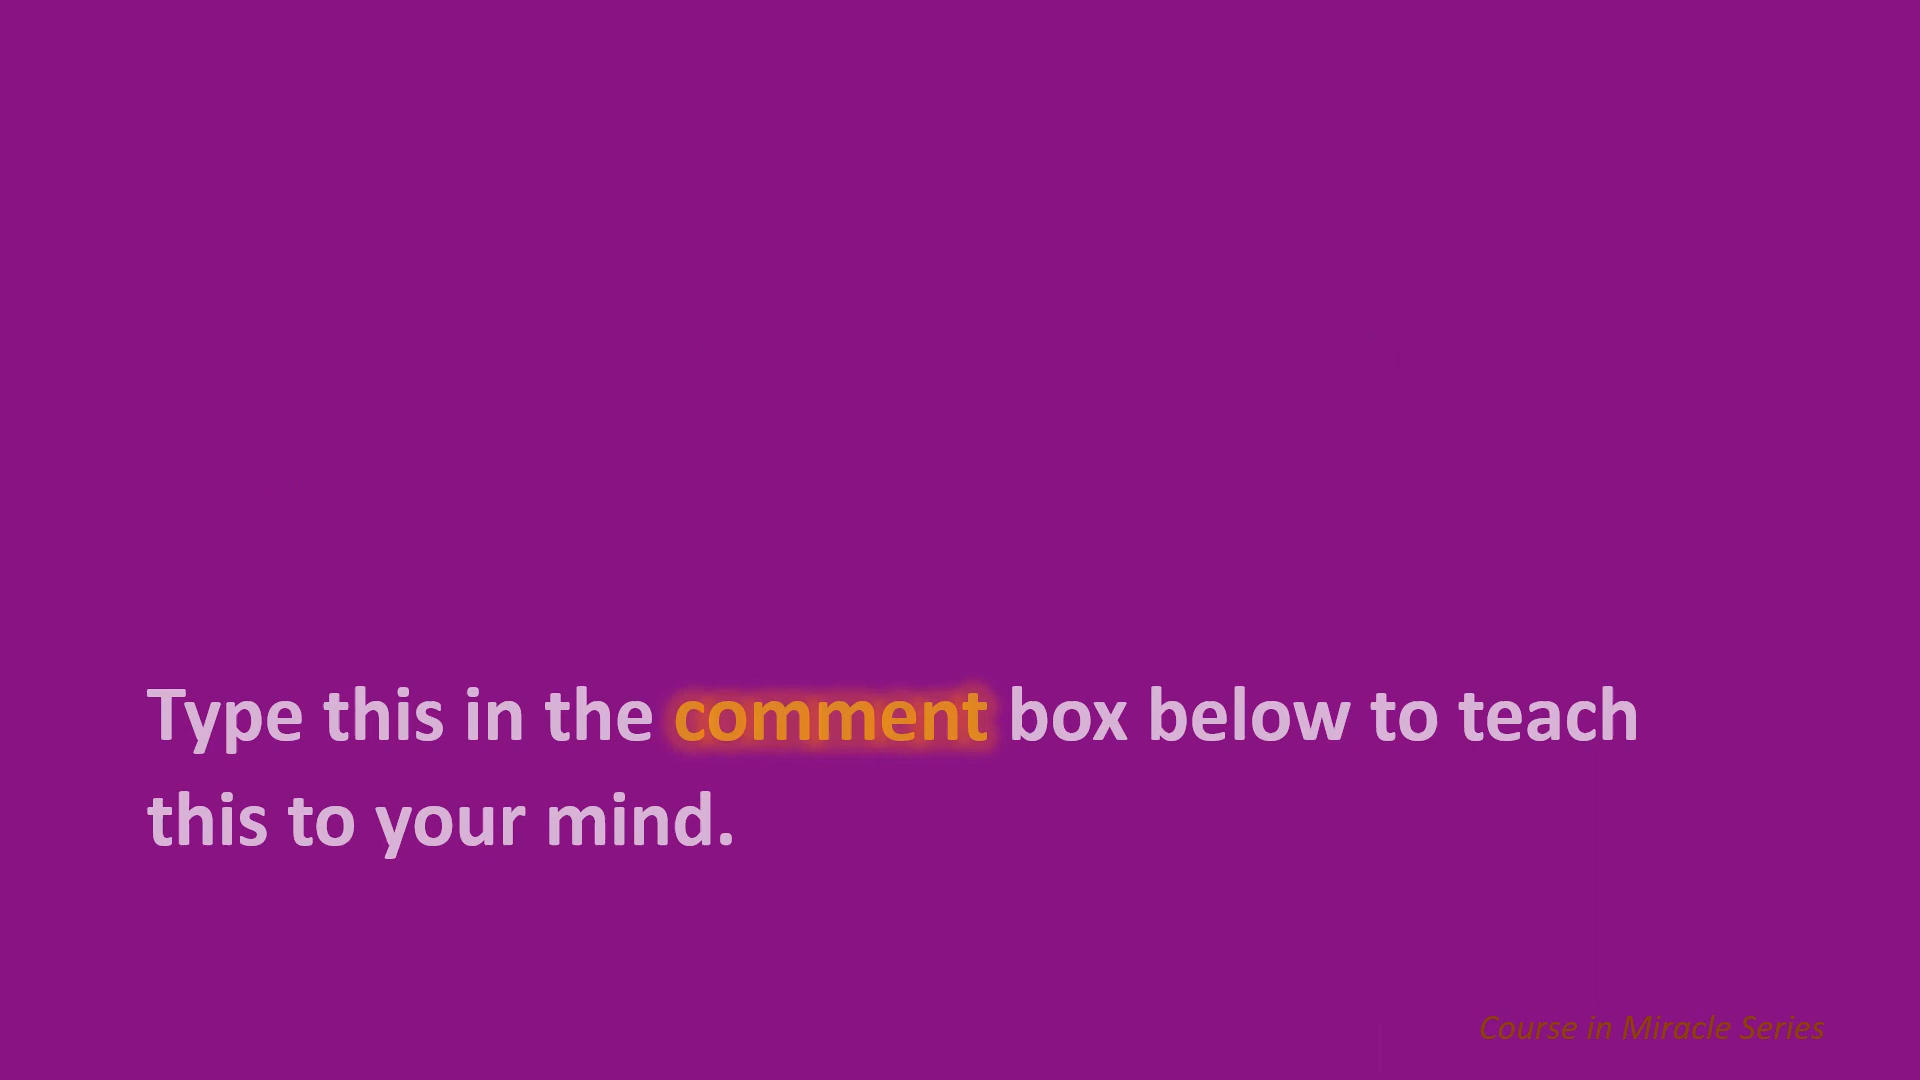 Type this in the comment box below to teach
this to your mind.
Course in Miracle Series